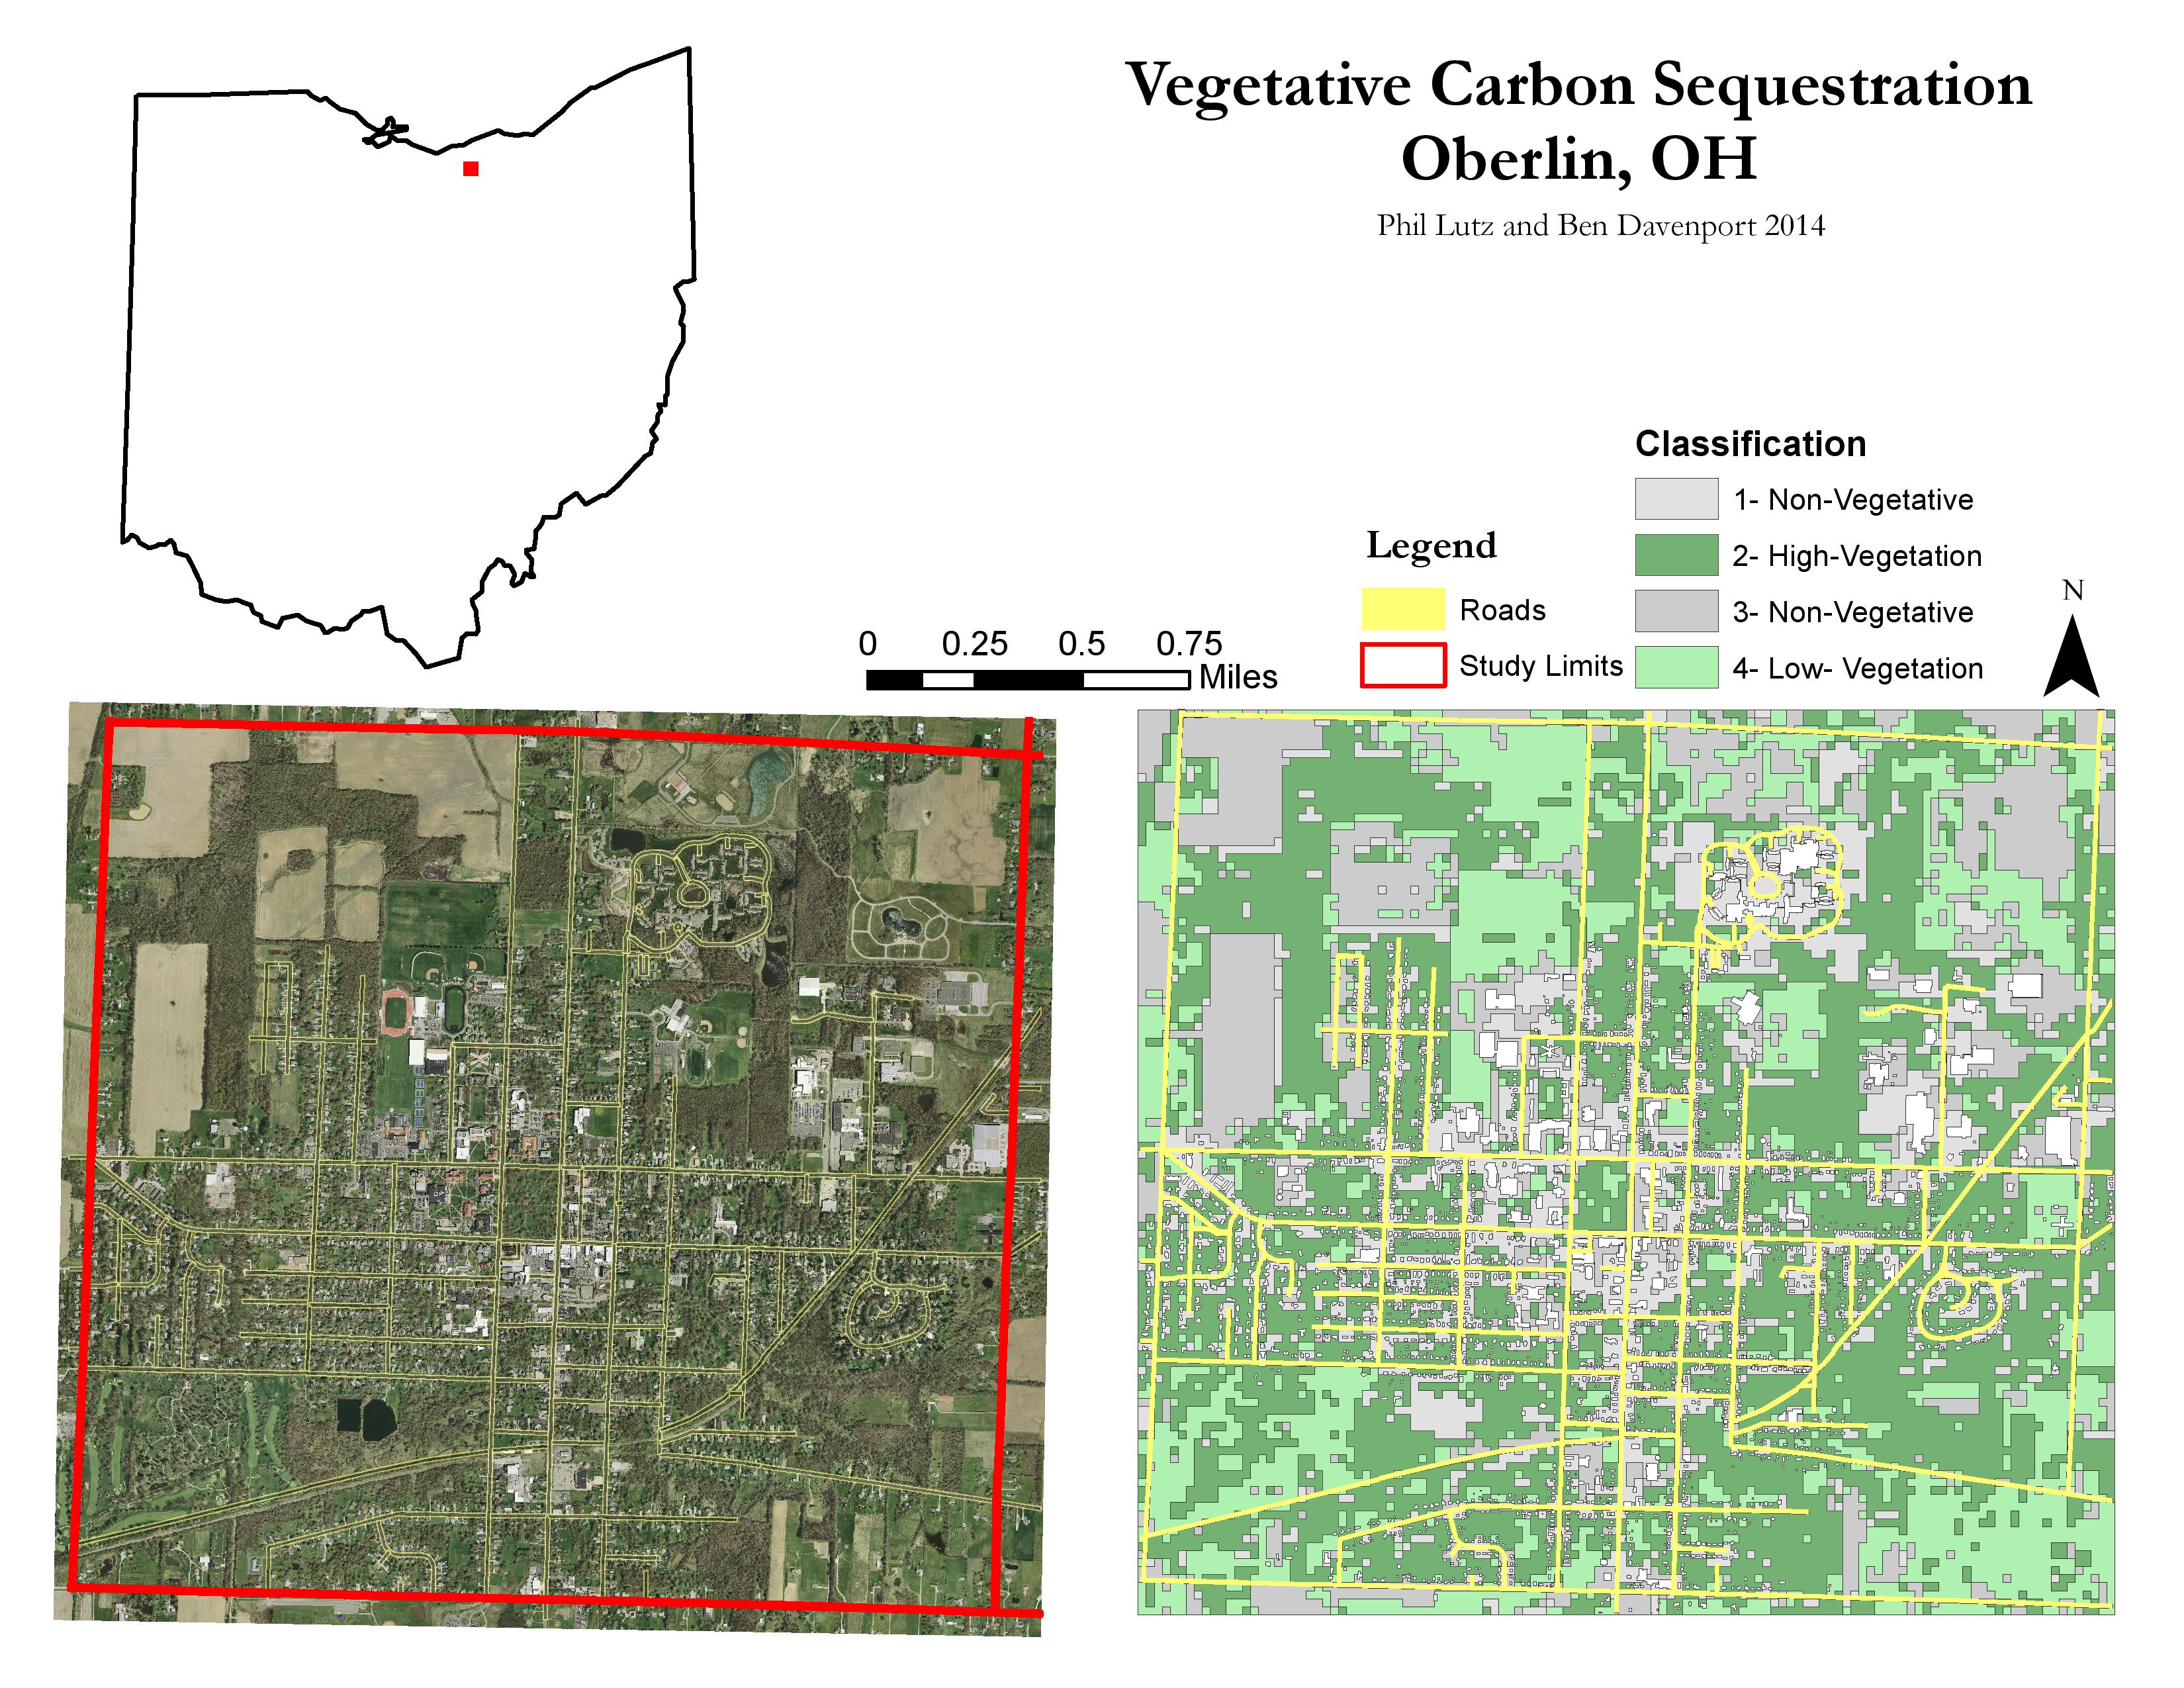 Vegetative Carbon Sequestration
Oberlin, OH
Phil Lutz and Ben Davenport 2014
Classification
1- Non-Vegetative
2- High-Vegetation
3- Non-Vegetative
4- Low- Vegetation
Legend
Roads
Study Limits
N
0 0.25 0.5 0.75
Miles